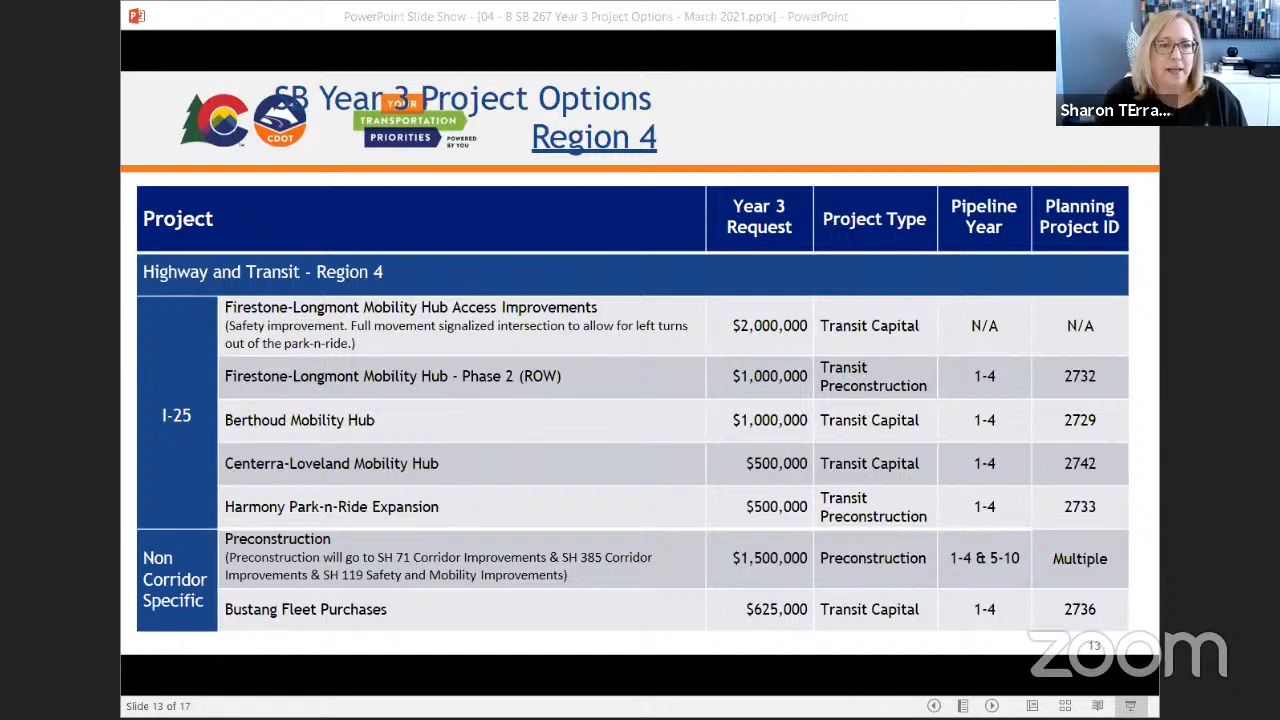 PowerPoint Slide Show - [04 - B SB 267 Year 3 Project Options - March 2021.pptx] - PowerPoint
Sharon TErra...
SB Year 3 Project Options
Region 4
CDOT
YOUR
TRANSPORTATION
PRIORITIES
POWERED
BY YOU
Project
Year 3
Request
Project Type
Pipeline
Year
Planning
Project ID
Highway and Transit - Region 4
I-25
Firestone-Longmont Mobility Hub Access Improvements
(Safety improvement. Full movement signalized intersection to allow for left turns
out of the park-n-ride.)
$2,000,000
Transit Capital
N/A
N/A
Firestone-Longmont Mobility Hub - Phase 2 (ROW)
$1,000,000
Transit
Preconstruction
1-4
2732
Berthoud Mobility Hub
$1,000,000
Transit Capital
1-4
2729
Centerra-Loveland Mobility Hub
$500,000
Transit Capital
1-4
2742
Harmony Park-n-Ride Expansion
$500,000
Transit
Preconstruction
1-4
2733
Non
Corridor
Specific
Preconstruction
(Preconstruction will go to SH 71 Corridor Improvements & SH 385 Corridor
Improvements & SH 119 Safety and Mobility Improvements)
$1,500,000
Preconstruction
1-4 & 5-10
Multiple
Bustang Fleet Purchases
$625,000
Transit Capital
1-4
2736
13
zoom
Slide 13 of 17